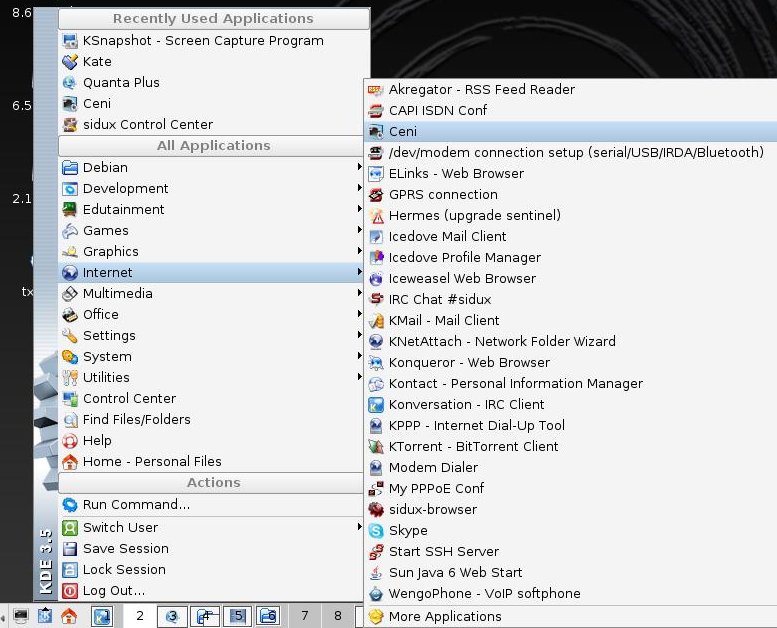 8.6
6.5
2.1
tx
KDE 3.5
Recently Used Applications
KSnapshot - Screen Capture Program
Kate
Quanta Plus
Ceni
sidux Control Center
All Applications
Debian
Development
Edutainment
Games
Graphics
Internet
Multimedia
Office
Settings
System
Utilities
Control Center
Find Files/Folders
Help
Home - Personal Files
Actions
Run Command...
Switch User
Save Session
Lock Session
Log Out...
Akregator - RSS Feed Reader
CAPI ISDN Conf
Ceni
/dev/modem connection setup (serial/USB/IRDA/Bluetooth)
ELinks - Web Browser
GPRS connection
Hermes (upgrade sentinel)
Icedove Mail Client
Icedove Profile Manager
Iceweasel Web Browser
IRC Chat #sidux
KMail - Mail Client
KNetAttach - Network Folder Wizard
Konqueror - Web Browser
Kontact - Personal Information Manager
Konversation - IRC Client
KPPP - Internet Dial-Up Tool
KTorrent - BitTorrent Client
Modem Dialer
My PPPoE Conf
sidux-browser
Skype
Start SSH Server
Sun Java 6 Web Start
WengoPhone - VoIP softphone
More Applications
2 3 4 5 6 7 8